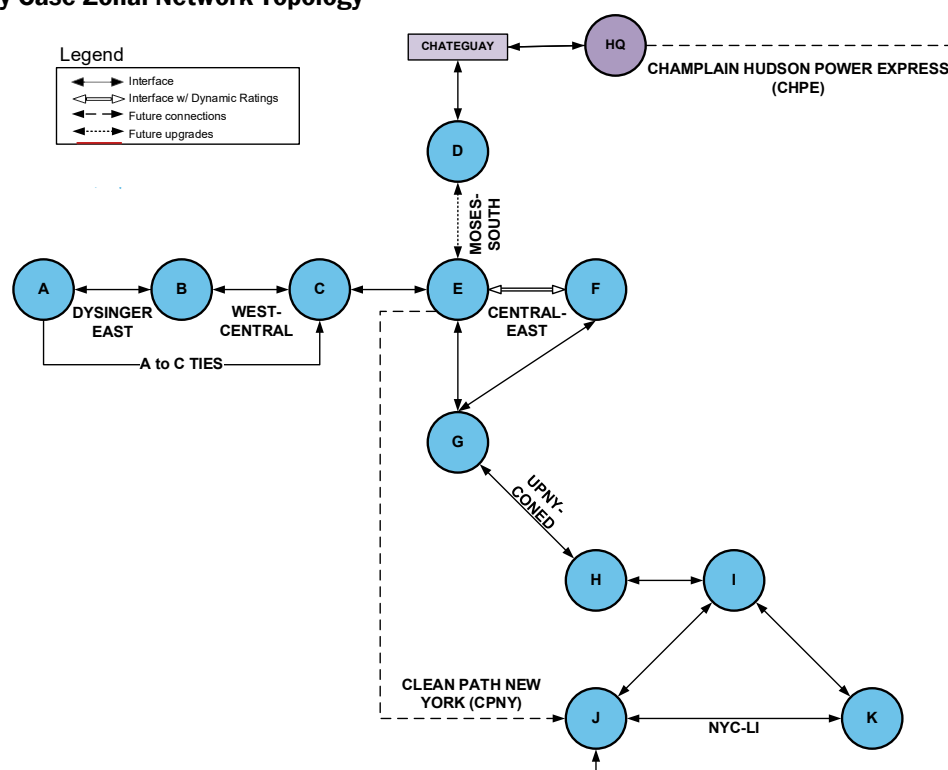 y Case Zonal Network Topology
Legend
Interface
Interface w/ Dynamic Ratings
Future connections
Future upgrades
CHATEGUAY
HQ
CHAMPLAIN HUDSON POWER EXPRESS
(CHPE)
D
MOSES-
SOUTH
A
B
C
E
F
DYSINGER
EAST
WEST-
CENTRAL
CENTRAL-
EAST
A to C TIES
G
UPNY-
CONED
H
I
CLEAN PATH NEW
YORK (CPNY)
J
K
NYC-LI